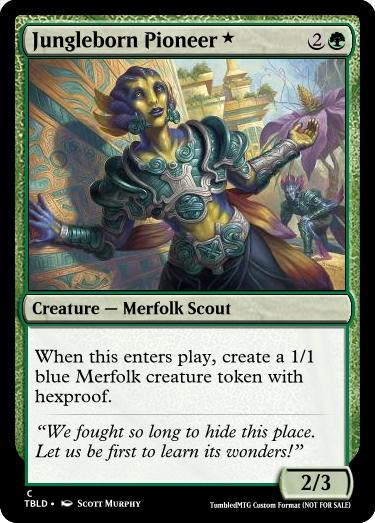 Jungleborn Pioneer★ 2
Creature — Merfolk Scout
When this enters play, create a 1/1
blue Merfolk creature token with
hexproof.
“We fought so long to hide this place.
Let us be first to learn its wonders!”
2/3
C
TBLD • Scott Murphy
TumbledMTG Custom Format (NOT FOR SALE)